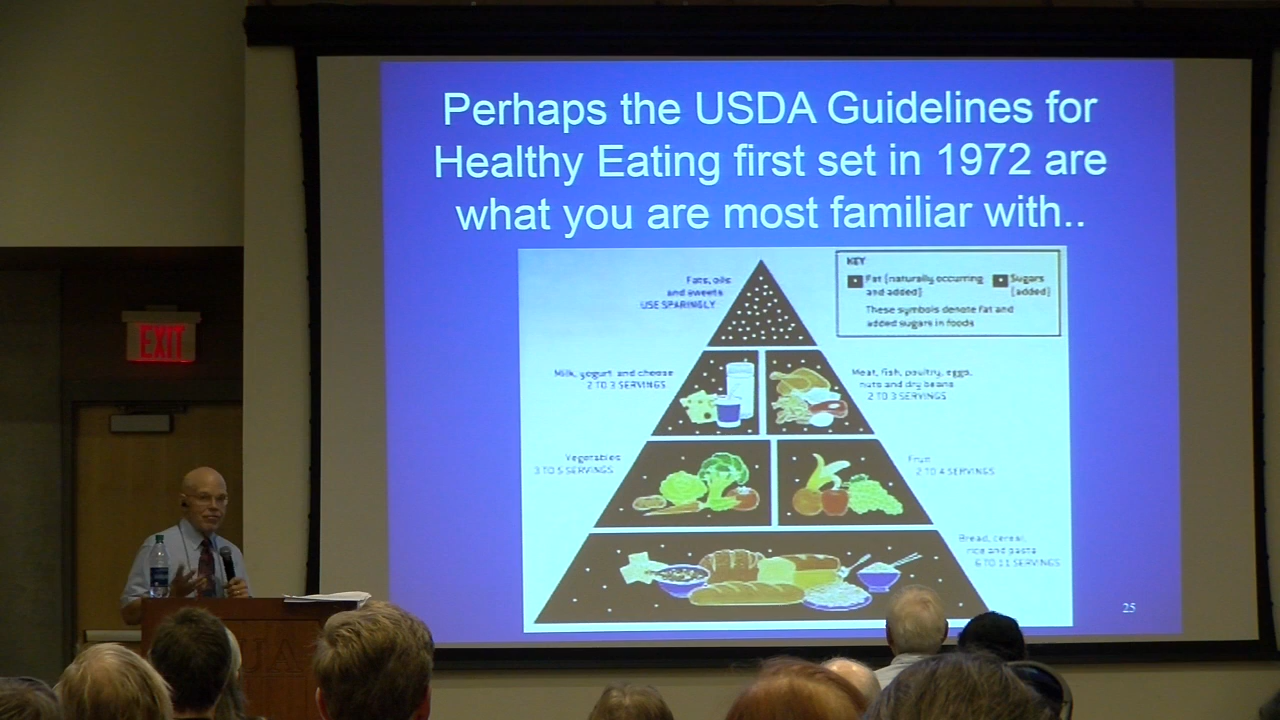 Perhaps the USDA Guidelines for
Healthy Eating first set in 1972 are
what you are most familiar with..
KEY
Fat (naturally occurring
and added)
Sugars
(added)
These symbols denote fat and
added sugars in foods
Fats, oils
and sweets
USE SPARINGLY
Milk, yogurt and cheese
2 TO 3 SERVINGS
Meat, fish, poultry, eggs,
nuts and dry beans
2 TO 3 SERVINGS
Vegetables
3 TO 5 SERVINGS
Fruit
2 TO 4 SERVINGS
Bread, cereal,
rice and pasta
6 TO 11 SERVINGS
25
EXIT
UA